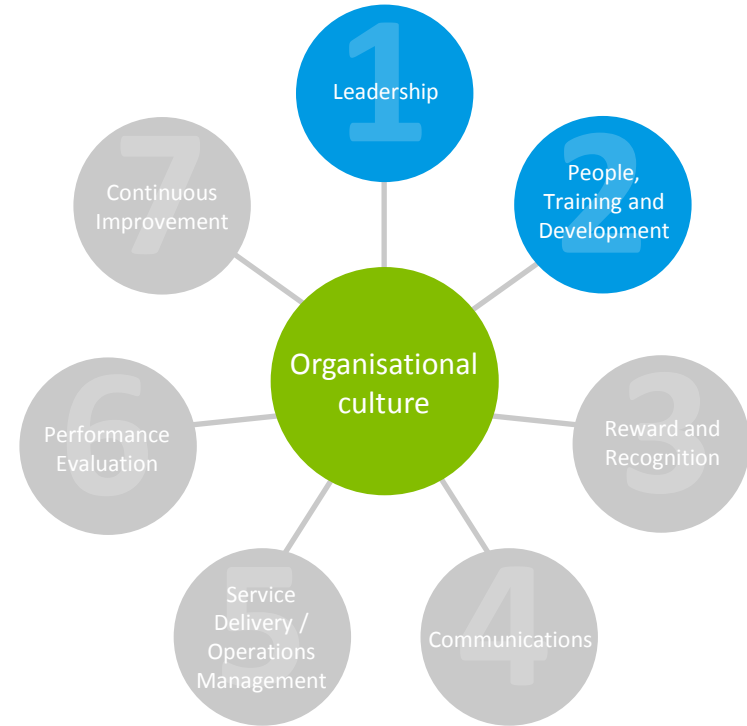 1
Leadership
2
People,
Training and
Development
3
Reward and
Recognition
4
Communications
5
Service
Delivery /
Operations
Management
6
Performance
Evaluation
7
Continuous
Improvement
Organisational
culture